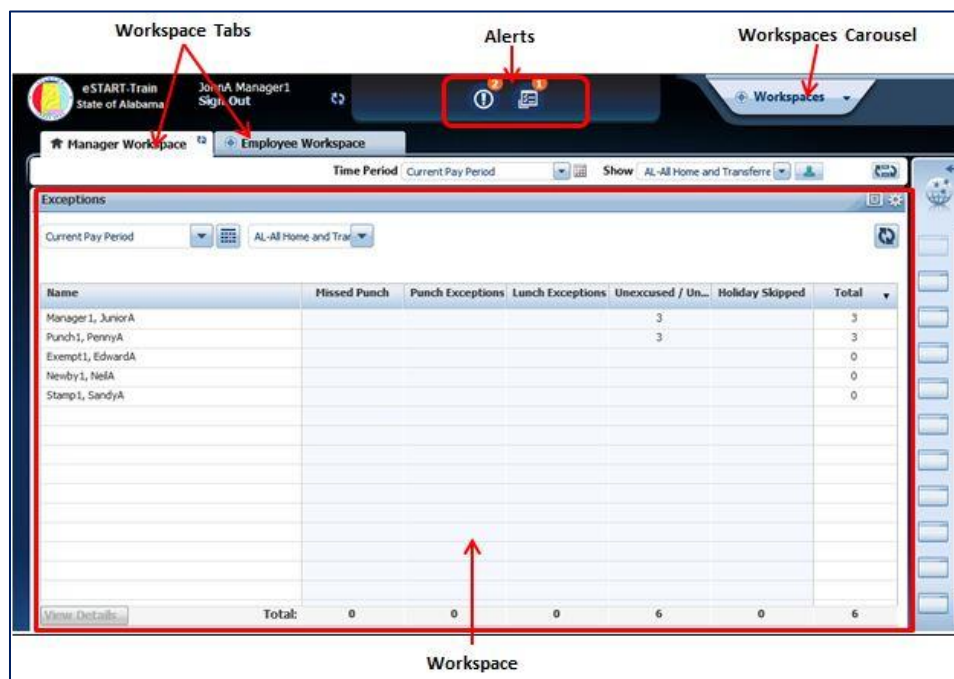 Workspace Tabs
Alerts
Workspaces Carousel
eSTART-Train
State of Alabama
JohnA Manager1
Sign Out
2
1
Workspaces
Manager Workspace
Employee Workspace
Time Period Current Pay Period Show AL-All Home and Transferre
Exceptions
Current Pay Period AL-All Home and Trar
Name Missed Punch Punch Exceptions Lunch Exceptions Unexcused / Un... Holiday Skipped Total
Manager1, JuniorA 3 3
Punch1, PennyA 3 3
Exempt1, EdwardA 0
Newby1, NeilA 0
Stamp1, SandyA 0
View Details Total: 0 0 0 6 0 6
Workspace